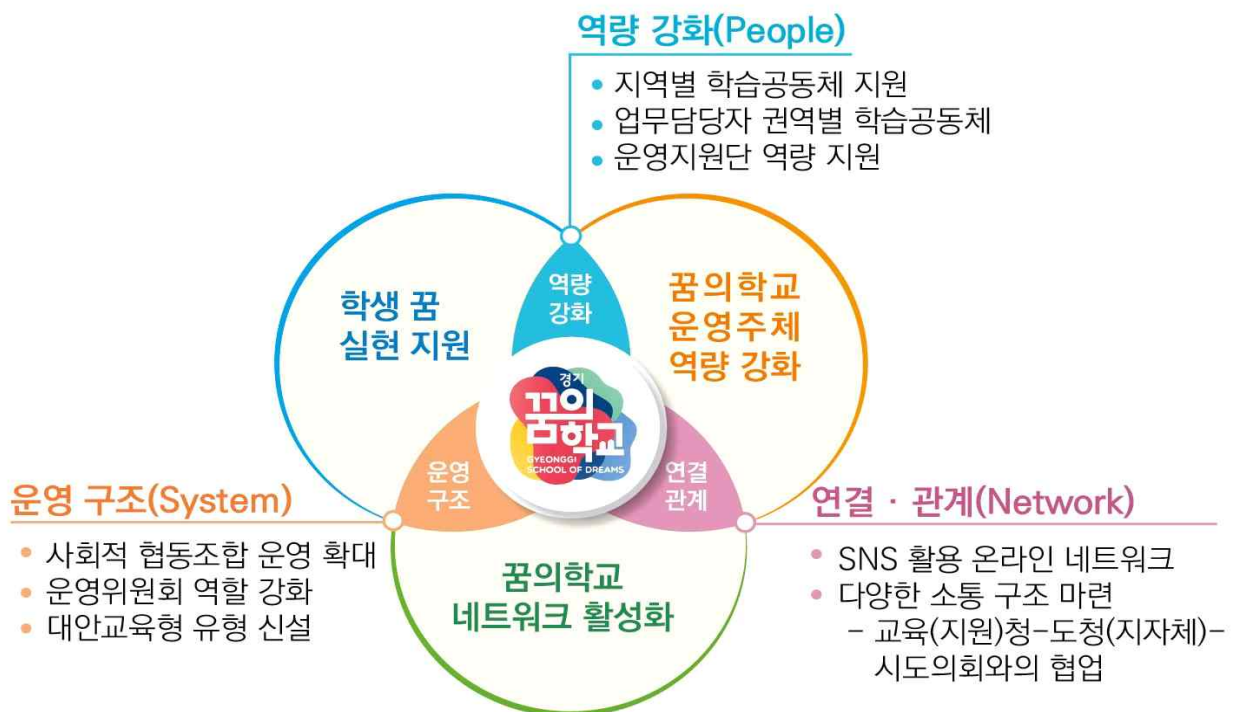 역량 강화(People)
• 지역별 학습공동체 지원
• 업무담당자 권역별 학습공동체
• 운영지원단 역량 지원
역량
강화
학생 꿈
실현 지원
꿈의학교
운영주체
역량 강화
경기
꿈의
꿈학교
GYEONGGI
SCHOOL OF DREAMS
운영
구조
연결
관계
운영 구조(System)
• 사회적 협동조합 운영 확대
• 운영위원회 역할 강화
• 대안교육형 유형 신설
꿈의학교
네트워크 활성화
연결 · 관계(Network)
• SNS 활용 온라인 네트워크
• 다양한 소통 구조 마련
- 교육(지원)청-도청(지자체)-
시도의회와의 협업